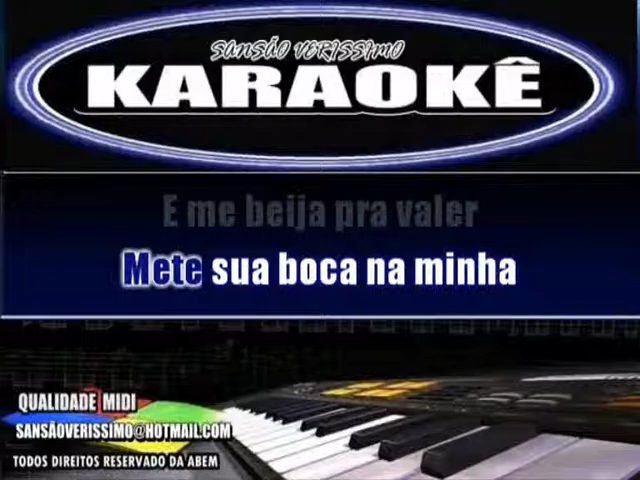 SANSÃO VERISSIMO
KARAOKÊ
E me beija pra valer
Mete sua boca na minha
QUALIDADE MIDI
SANSÃOVERISSIMO@HOTMAIL.COM
TODOS DIREITOS RESERVADO DA ABEM